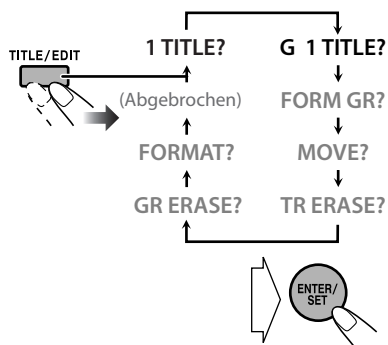 TITLE/EDIT
1 TITLE?
G 1 TITLE?
(Abgebrochen)
FORM GR?
FORMAT?
MOVE?
GR ERASE?
TR ERASE?
ENTER/
SET